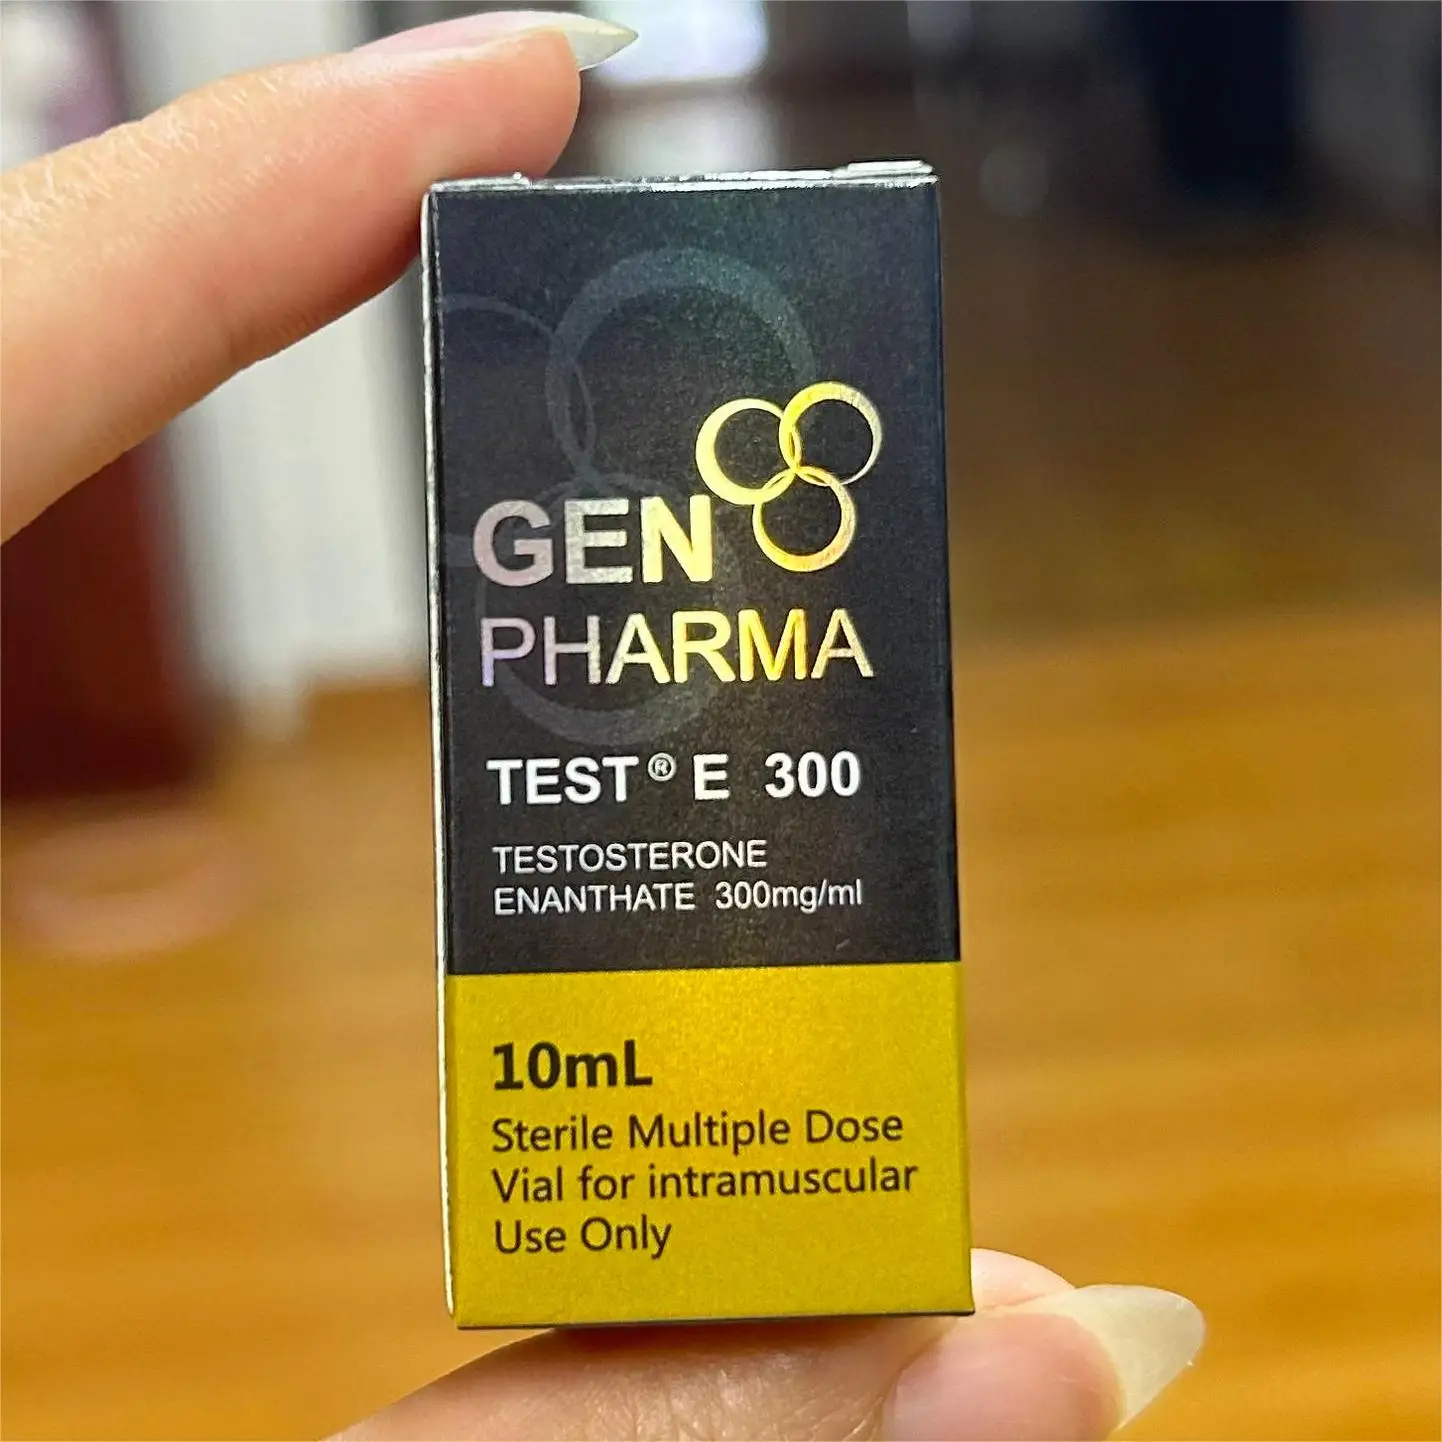 GEN
PHARMA
TEST® E 300
TESTOSTERONE
ENANTHATE 300mg/ml
10mL
Sterile Multiple Dose
Vial for intramuscular
Use Only